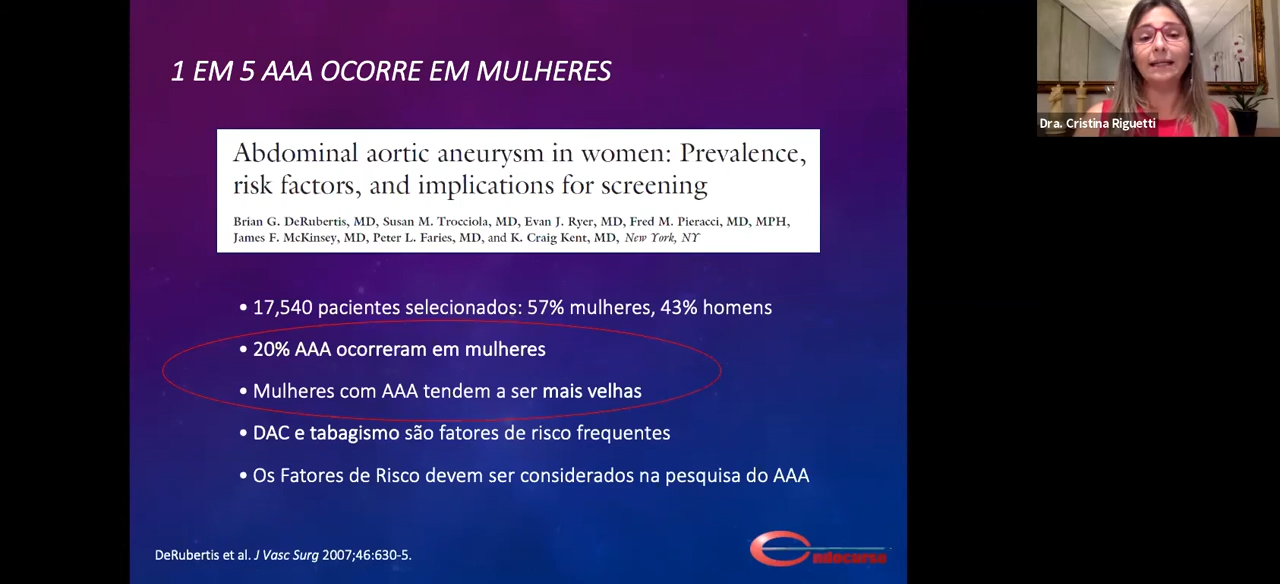 1 EM 5 AAA OCORRE EM MULHERES
Abdominal aortic aneurysm in women: Prevalence,
risk factors, and implications for screening
Brian G. DeRubertis, MD, Susan M. Trocciola, MD, Evan J. Ryer, MD, Fred M. Pieracci, MD, MPH,
James F. McKinsey, MD, Peter L. Faries, MD, and K. Craig Kent, MD, New York, NY
• 17,540 pacientes selecionados: 57% mulheres, 43% homens
• 20% AAA ocorreram em mulheres
• Mulheres com AAA tendem a ser mais velhas
• DAC e tabagismo são fatores de risco frequentes
• Os Fatores de Risco devem ser considerados na pesquisa do AAA
DeRubertis et al. J Vasc Surg 2007;46:630-5.
Endocurso
Dra. Cristina Riguetti